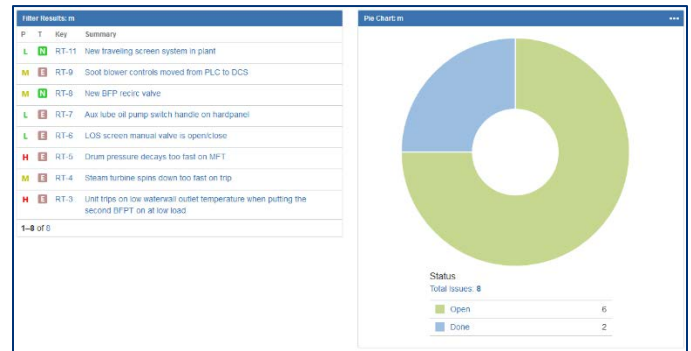 Filter Results: m
P T Key Summary
L N RT-11 New traveling screen system in plant
M E RT-9 Soot blower controls moved from PLC to DCS
M N RT-8 New BFP recirc valve
L E RT-7 Aux lube oil pump switch handle on hardpanel
L E RT-6 LOS screen manual valve is open/close
H E RT-5 Drum pressure decays too fast on MFT
M E RT-4 Steam turbine spins down too fast on trip.
H E RT-3 Unit trips on low waterwall outlet temperature when putting the
second BFPT on at low load
1–8 of 8
Pie Chart: m
Status
Total Issues: 8
Open 6
Done 2